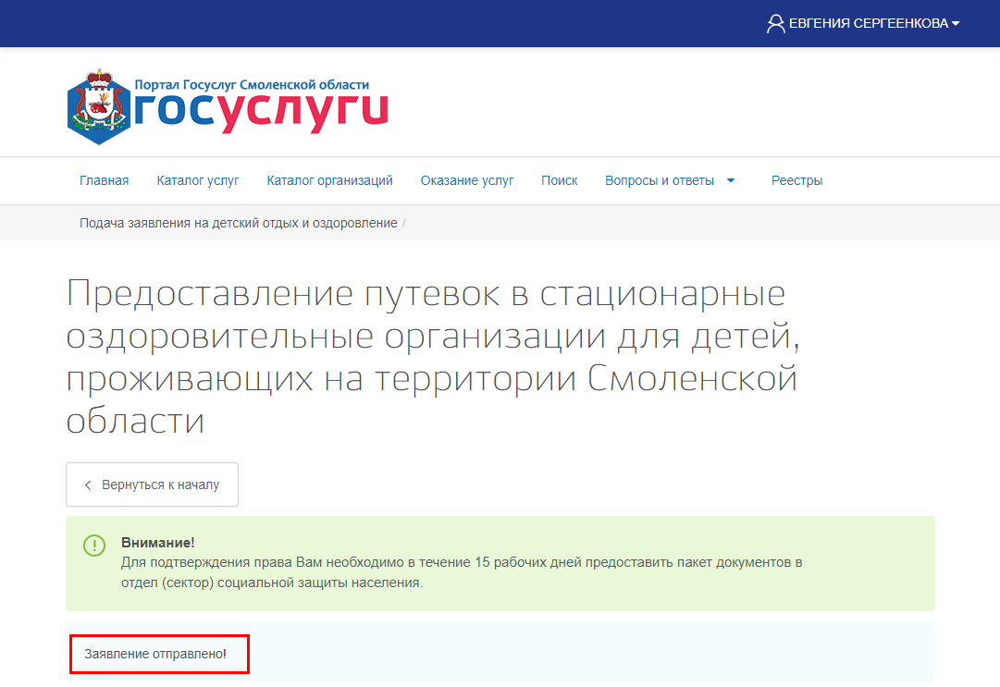 ЕВГЕНИЯ СЕРГЕЕНКОВА
Портал Госуслуг Смоленской области
госуслуги
Главная Каталог услуг Каталог организаций Оказание услуг Поиск Вопросы и ответы Реестры
Подача заявления на детский отдых и оздоровление /
Предоставление путевок в стационарные
оздоровительные организации для детей,
проживающих на территории Смоленской
области
Вернуться к началу
Внимание!
Для подтверждения права Вам необходимо в течение 15 рабочих дней предоставить пакет документов в
отдел (сектор) социальной защиты населения.
Заявление отправлено!